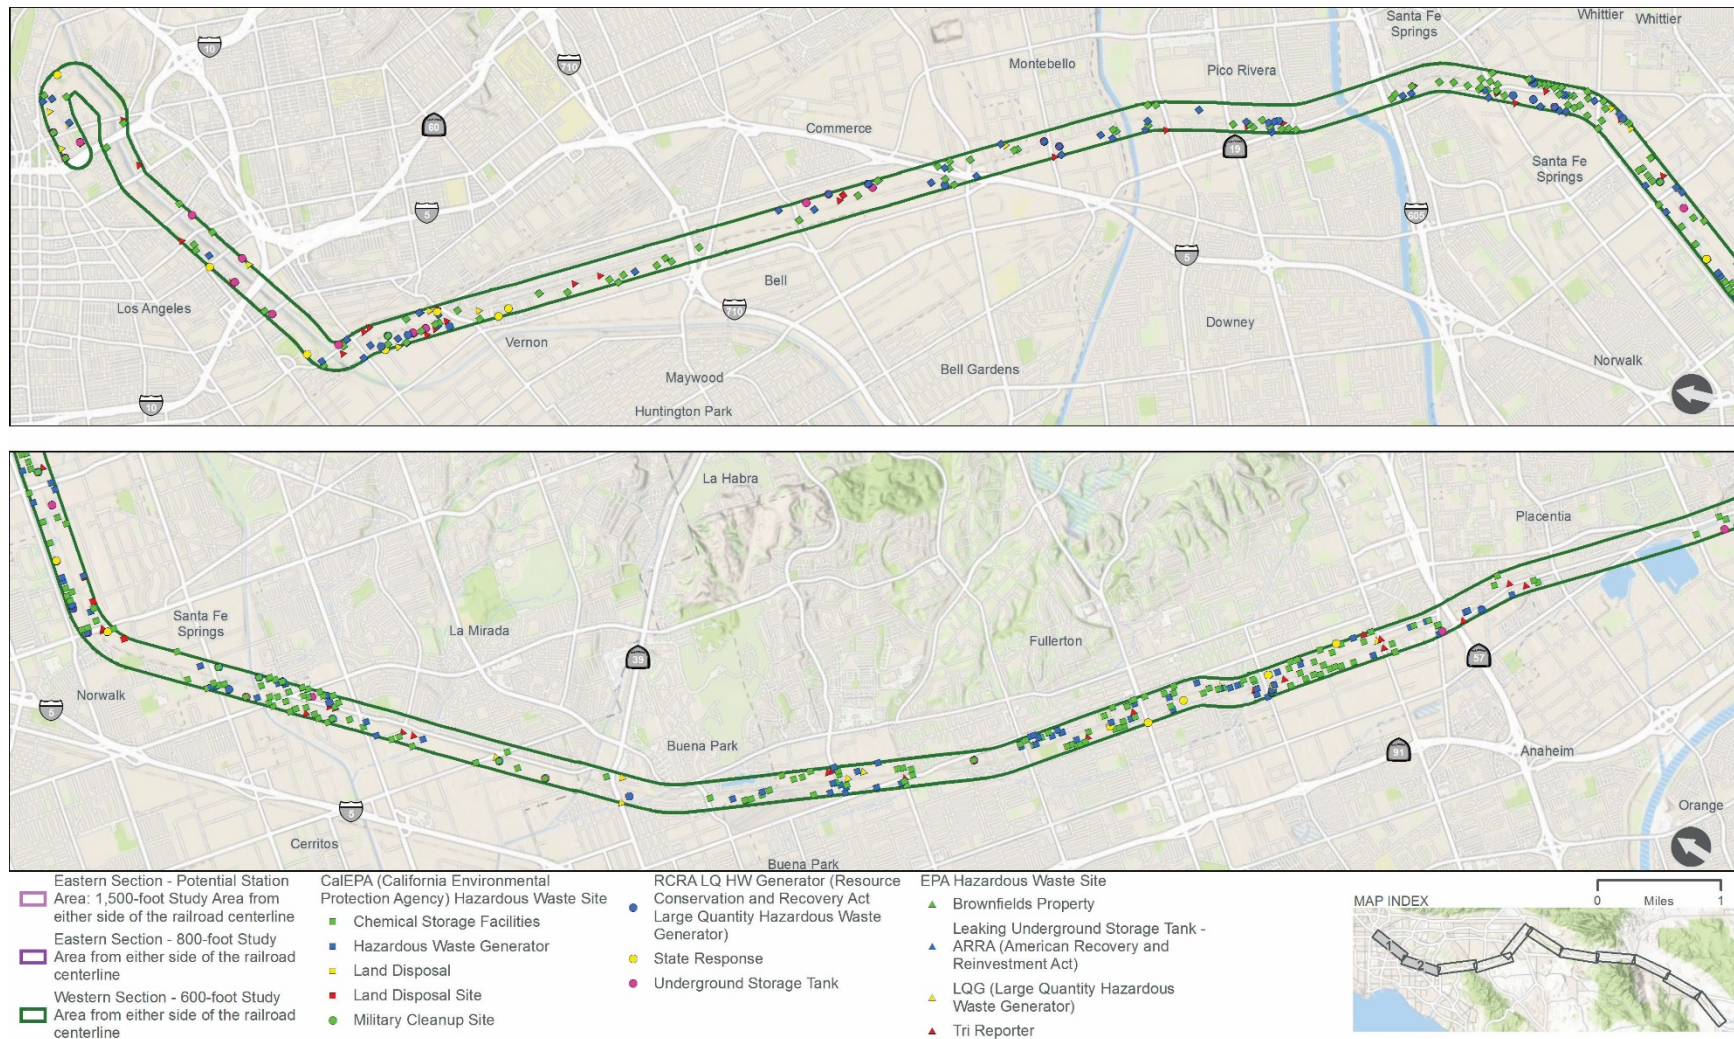 Santa Fe
Springs
Whittier
Whittier
10
710
Montebello
Pico Rivera
60
Commerce
19
Santa Fe
Springs
5
605
5
Bell
Los Angeles
710
Downey
Vernon
Norwalk
Bell Gardens
Maywood
10
Huntington Park
La Habra
Placentia
Santa Fe
Springs
La Mirada
Fullerton
39
57
Norwalk
5
Buena Park
91
Anaheim
5
Orange
Cerritos
Buena Park
Eastern Section - Potential Station
Area: 1,500-foot Study Area from
either side of the railroad centerline
Eastern Section - 800-foot Study
Area from either side of the railroad
centerline
Western Section - 600-foot Study
Area from either side of the railroad
centerline
CalEPA (California Environmental
Protection Agency) Hazardous Waste Site
Chemical Storage Facilities
Hazardous Waste Generator
Land Disposal
Land Disposal Site
Military Cleanup Site
RCRA LQ HW Generator (Resource
Conservation and Recovery Act
Large Quantity Hazardous Waste
Generator)
State Response
Underground Storage Tank
EPA Hazardous Waste Site
Brownfields Property
Leaking Underground Storage Tank -
ARRA (American Recovery and
Reinvestment Act)
LQG (Large Quantity Hazardous
Waste Generator)
Tri Reporter
0 Miles 1
MAP INDEX
1
2